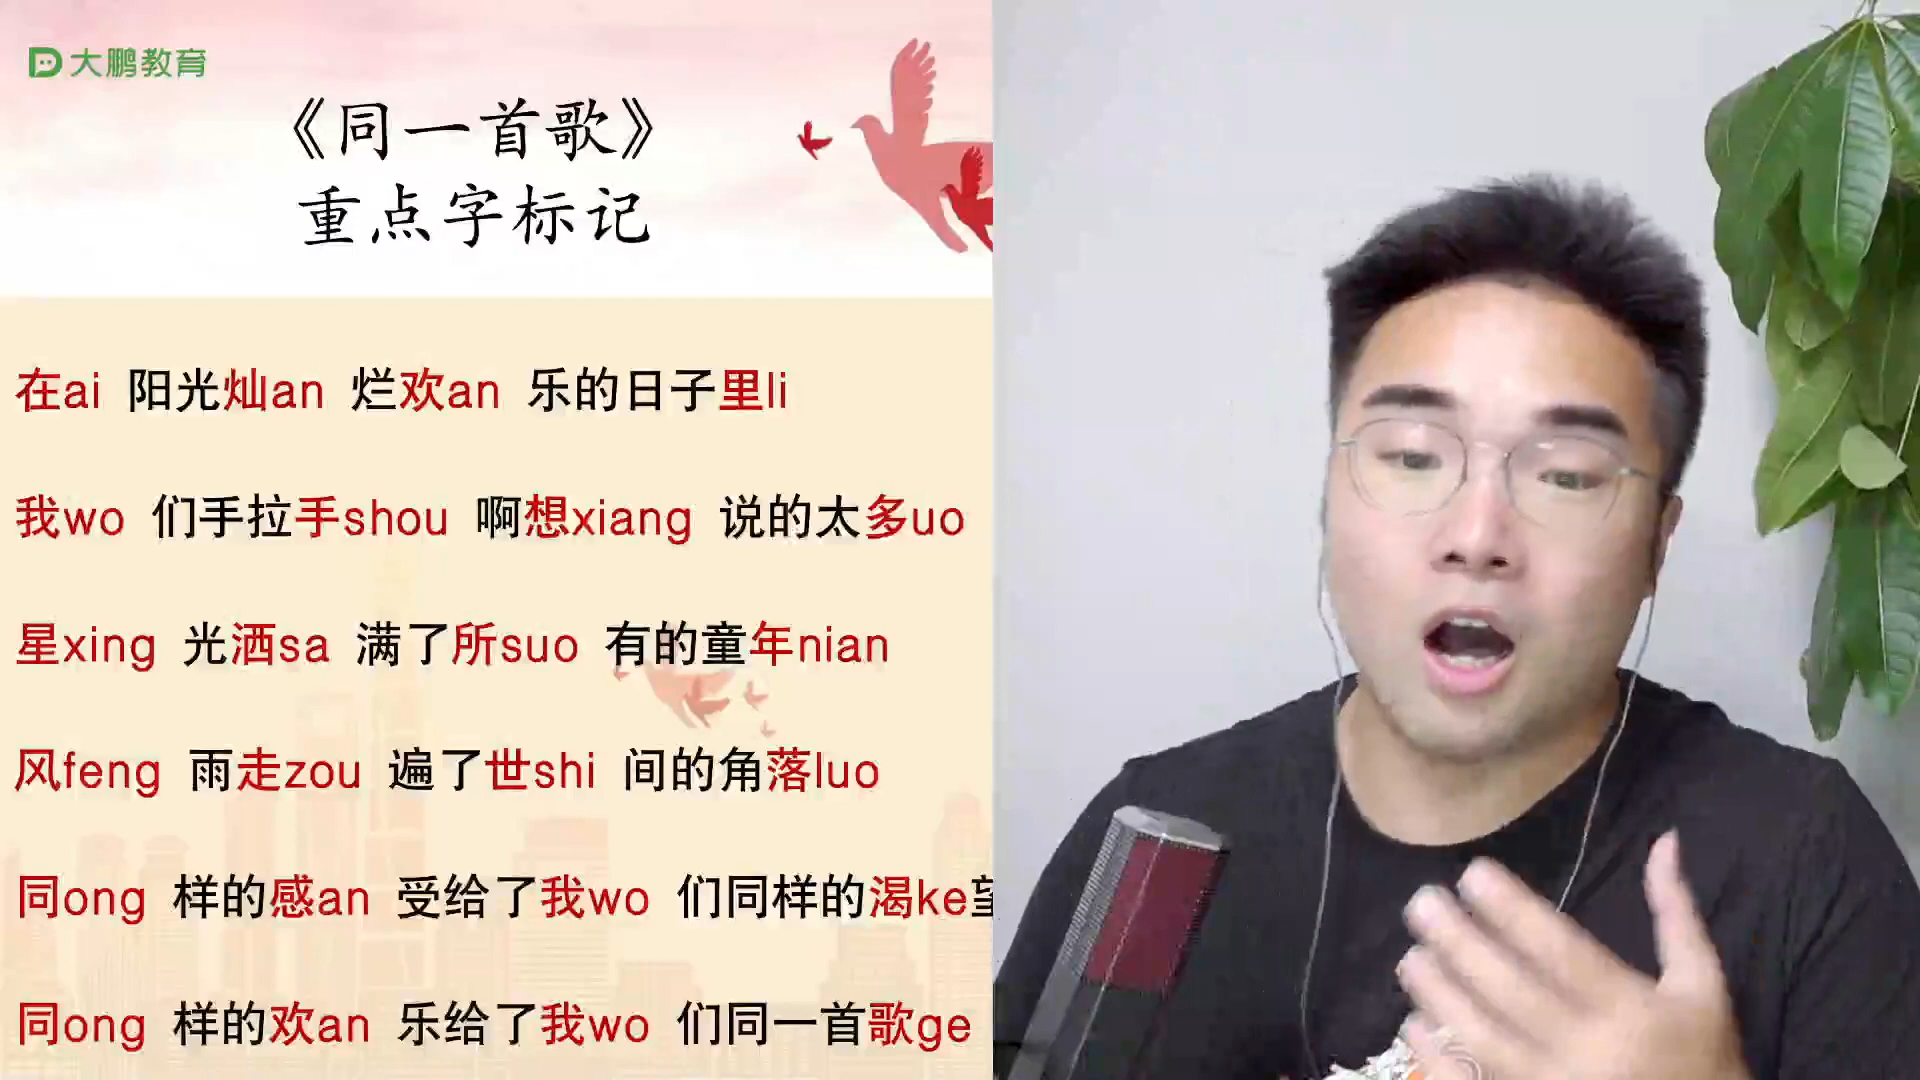 大鹏教育
《同一首歌》
重点字标记
在ai 阳光灿an 烂欢an 乐的日子里li
我wo 们手拉手shou 啊想xiang 说的太多uo
星xing 光洒sa 满了所suo 有的童年nian
风feng 雨走zou 遍了世shi 间的角落luo
同ong 样的感an 受给了我wo 们同样的渴ke望
同ong 样的欢an 乐给了我wo 们同一首歌ge